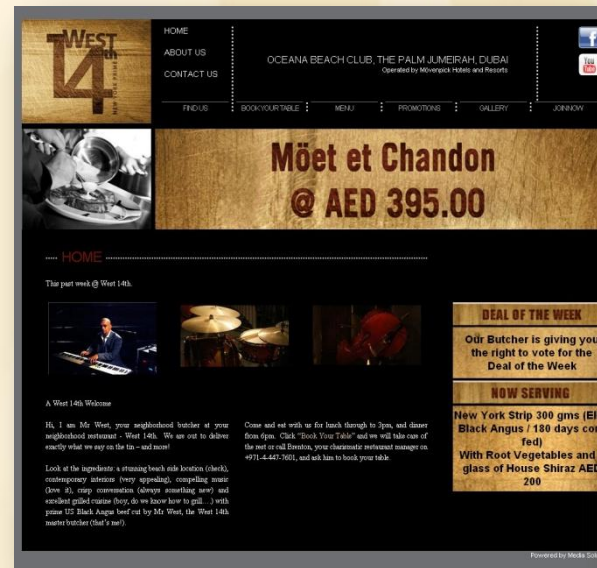 WEST
14th
NEW YORK PRIME
HOME
ABOUT US
CONTACT US
OCEANA BEACH CLUB, THE PALM JUMEIRAH, DUBAI
Operated by Mövenpick Hotels and Resorts
f
You
Tube
FIND US
BOOK YOUR TABLE
MENU
PROMOTIONS
GALLERY
JOIN NOW
Möet et Chandon
@ AED 395.00
HOME
This past week @ West 14th.
A West 14th Welcome
Hi, I am Mr West, your neighborhood butcher at your
neighborhood restaurant - West 14th. We are out to deliver
exactly what we say on the tin – and more!
Look at the ingredients: a stunning beach side location (check),
contemporary interiors (very appealing), compelling music
(love it), crisp conversation (always something new) and
excellent grilled cuisine (boy, do we know how to grill....) with
prime US Black Angus beef cut by Mr West, the West 14th
master butcher (that's me!).
Come and eat with us for lunch through to 3pm, and dinner
from 6pm. Click "Book Your Table" and we will take care of
the rest or call Brenton, your charismatic restaurant manager on
+971-4-447-7601, and ask him to book your table.
DEAL OF THE WEEK
Our Butcher is giving you
the right to vote for the
Deal of the Week
NOW SERVING
New York Strip 300 gms (El
Black Angus / 180 days cor
fed)
With Root Vegetables and
glass of House Shiraz AED
200
Powered by Media Sol